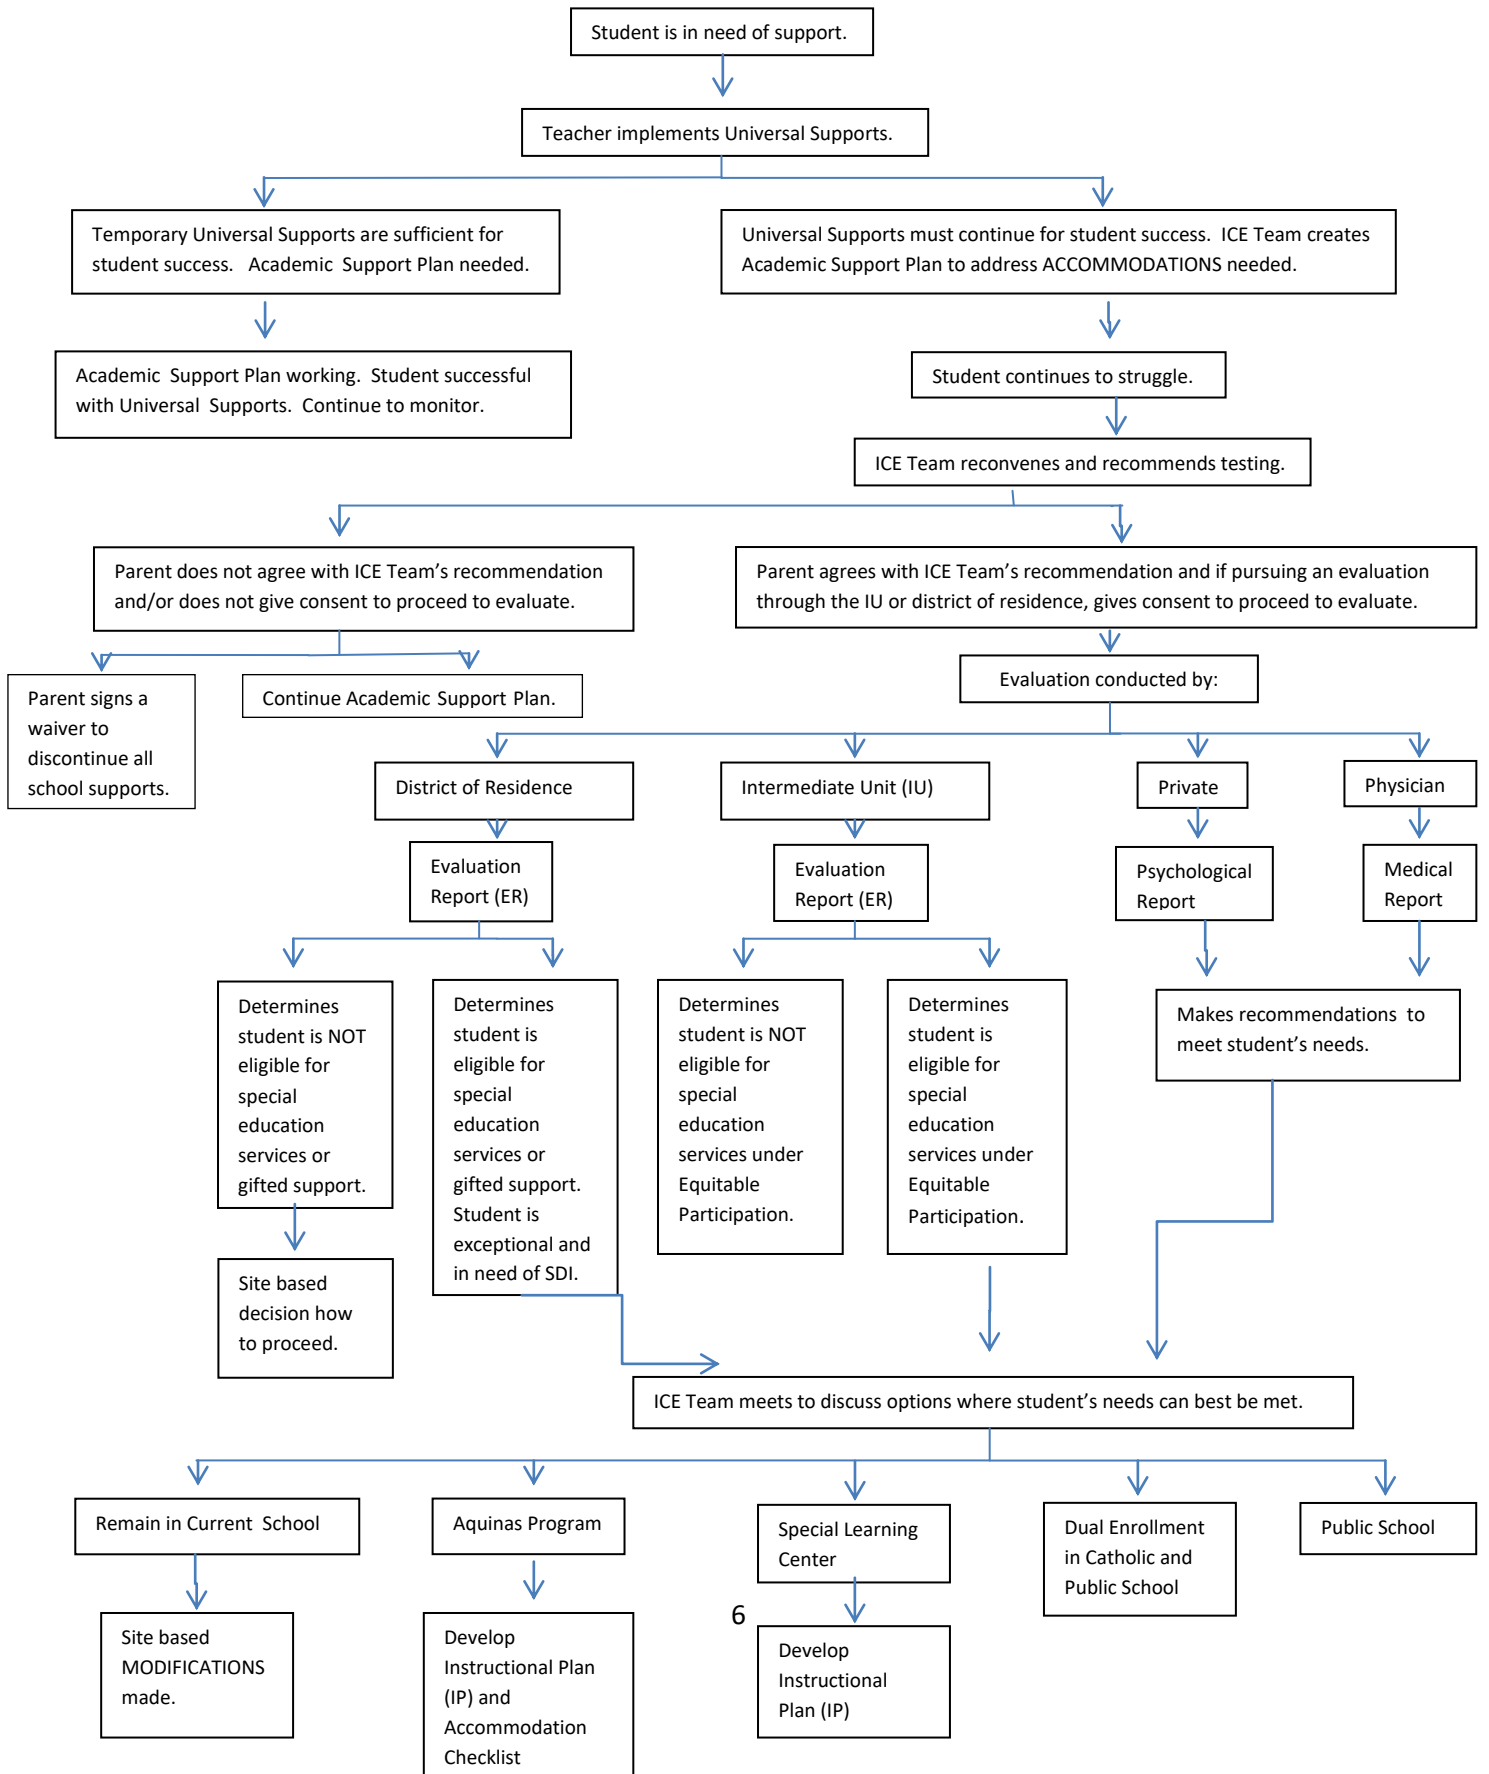 Student is in need of support.
Teacher implements Universal Supports.
Temporary Universal Supports are sufficient for
student success. Academic Support Plan needed.
Universal Supports must continue for student success. ICE Team creates
Academic Support Plan to address ACCOMMODATIONS needed.
Academic Support Plan working. Student successful
with Universal Supports. Continue to monitor.
Student continues to struggle.
ICE Team reconvenes and recommends testing.
Parent does not agree with ICE Team's recommendation
and/or does not give consent to proceed to evaluate.
Parent agrees with ICE Team's recommendation and if pursuing an evaluation
through the IU or district of residence, gives consent to proceed to evaluate.
Parent signs a
waiver to
discontinue all
school supports.
Continue Academic Support Plan.
Evaluation conducted by:
District of Residence
Intermediate Unit (IU)
Private
Physician
Evaluation
Report (ER)
Evaluation
Report (ER)
Psychological
Report
Medical
Report
Determines
student is NOT
eligible for
special
education
services or
gifted support.
Determines
student is
eligible for
special
education
services or
gifted support.
Student is
exceptional and
in need of SDI.
Determines
student is NOT
eligible for
special
education
services under
Equitable
Participation.
Determines
student is
eligible for
special
education
services under
Equitable
Participation.
Makes recommendations to
meet student's needs.
Site based
decision how
to proceed.
ICE Team meets to discuss options where student's needs can best be met.
Remain in Current School
Aquinas Program
Special Learning
Center
Dual Enrollment
in Catholic and
Public School
Public School
Site based
MODIFICATIONS
made.
Develop
Instructional Plan
(IP) and
Accommodation
Checklist
6
Develop
Instructional
Plan (IP)